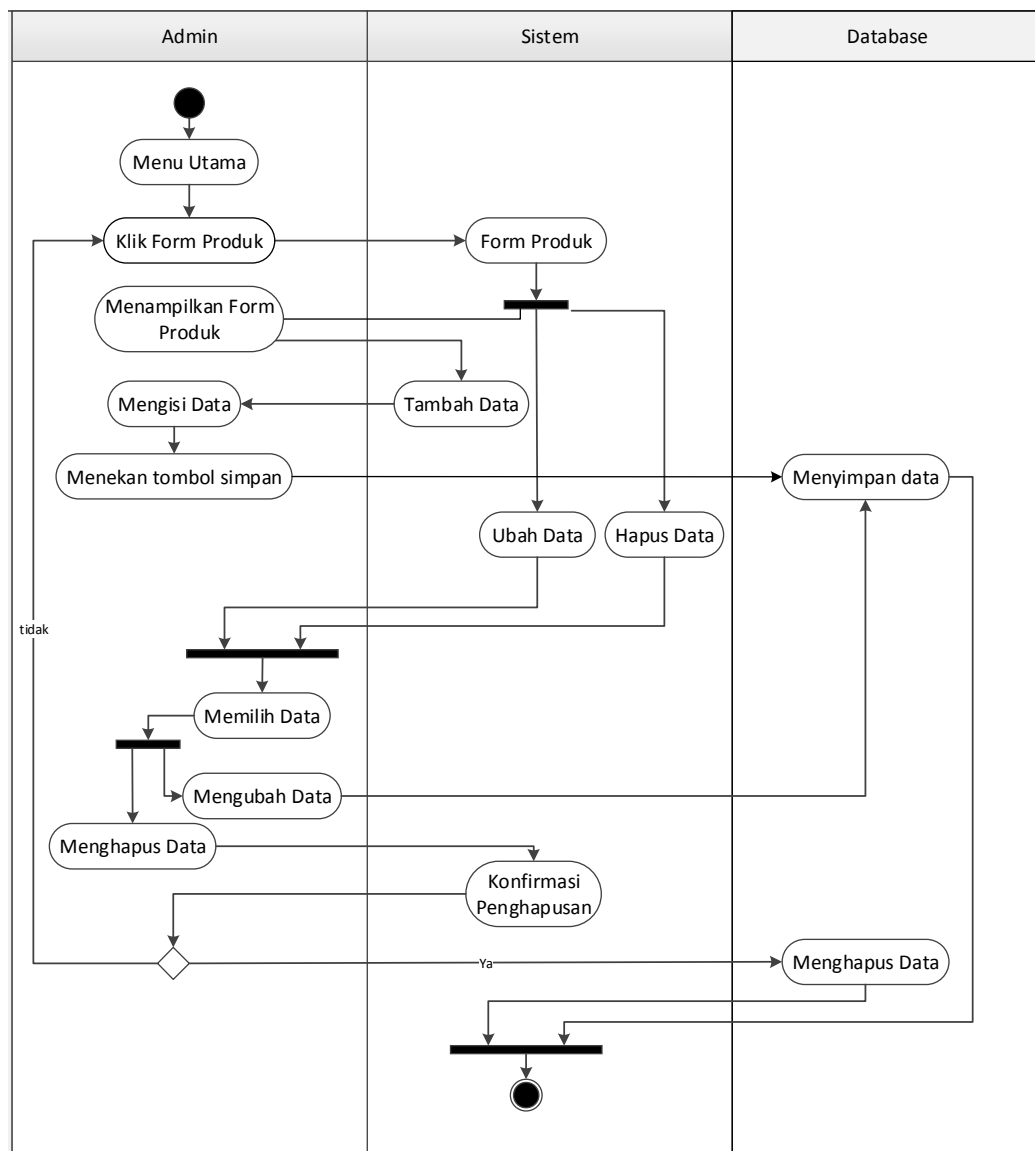 Admin
Sistem
Database
Menu Utama
Klik Form Produk
Form Produk
Menampilkan Form
Produk
Mengisi Data
Tambah Data
Menekan tombol simpan
Menyimpan data
Ubah Data
Hapus Data
tidak
Memilih Data
Mengubah Data
Menghapus Data
Konfirmasi
Penghapusan
Ya
Menghapus Data